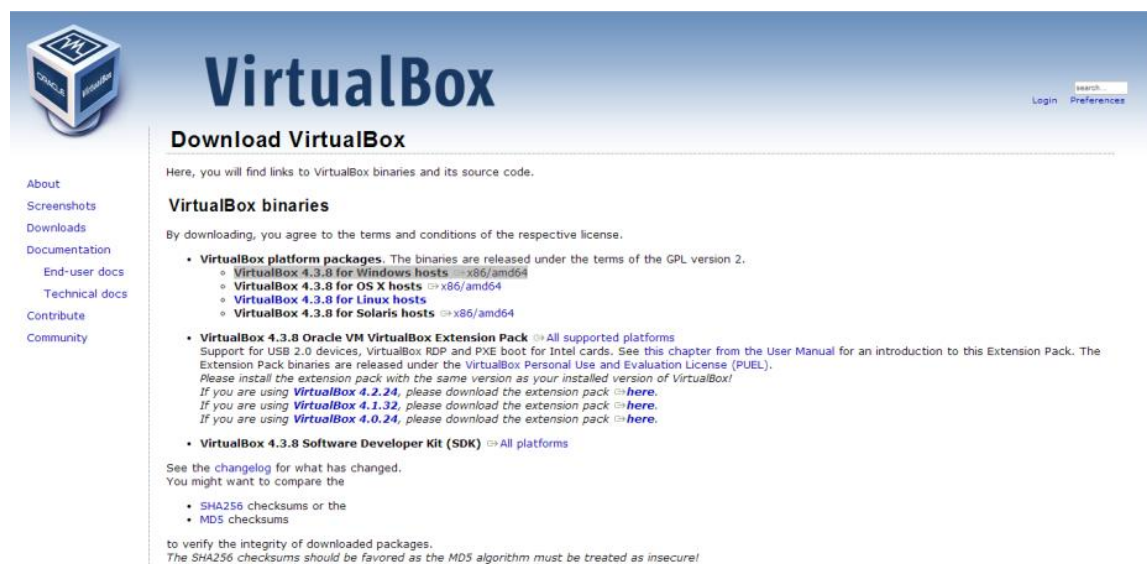 ORACLE
VirtualBox
VirtualBox
search...
Login Preferences
Download VirtualBox
About
Screenshots
Downloads
Documentation
End-user docs
Technical docs
Contribute
Community
Here, you will find links to VirtualBox binaries and its source code.
VirtualBox binaries
By downloading, you agree to the terms and conditions of the respective license.
• VirtualBox platform packages. The binaries are released under the terms of the GPL version 2.
◦ VirtualBox 4.3.8 for Windows hosts x86/amd64
◦ VirtualBox 4.3.8 for OS X hosts x86/amd64
◦ VirtualBox 4.3.8 for Linux hosts
◦ VirtualBox 4.3.8 for Solaris hosts x86/amd64
• VirtualBox 4.3.8 Oracle VM VirtualBox Extension Pack All supported platforms
Support for USB 2.0 devices, VirtualBox RDP and PXE boot for Intel cards. See this chapter from the User Manual for an introduction to this Extension Pack. The
Extension Pack binaries are released under the VirtualBox Personal Use and Evaluation License (PUEL).
Please install the extension pack with the same version as your installed version of VirtualBox!
If you are using VirtualBox 4.2.24, please download the extension pack here.
If you are using VirtualBox 4.1.32, please download the extension pack here.
If you are using VirtualBox 4.0.24, please download the extension pack here.
• VirtualBox 4.3.8 Software Developer Kit (SDK) All platforms
See the changelog for what has changed.
You might want to compare the
• SHA256 checksums or the
• MD5 checksums
to verify the integrity of downloaded packages.
The SHA256 checksums should be favored as the MD5 algorithm must be treated as insecure!